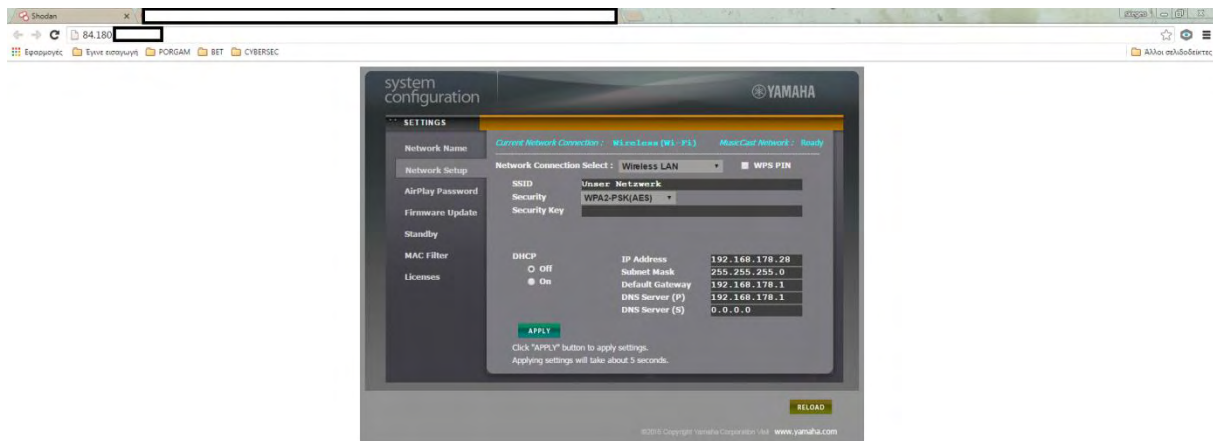 Shodan
84.180
Εφαρμογές Έγινε εισαγωγή PORGAM BET CYBERSEC Άλλοι σελιδοδείκτες
system
configuration
YAMAHA
SETTINGS
Current Network Connection : Wireless(Wi-Fi) MusicCast Network : Ready
Network Name
Network Connection Select : Wireless LAN WPS PIN
Network Setup
SSID Unser Netzwerk
AirPlay Password
Security WPA2-PSK(AES)
Firmware Update
Security Key
Standby
MAC Filter
DHCP IP Address 192.168.178.28
Off Subnet Mask 255.255.255.0
Licenses
On Default Gateway 192.168.178.1
DNS Server (P) 192.168.178.1
DNS Server (S) 0.0.0.0
APPLY
Click "APPLY" button to apply settings.
Applying settings will take about 5 seconds.
RELOAD
Copyright Yamaha Corporation Visit www.yamaha.com